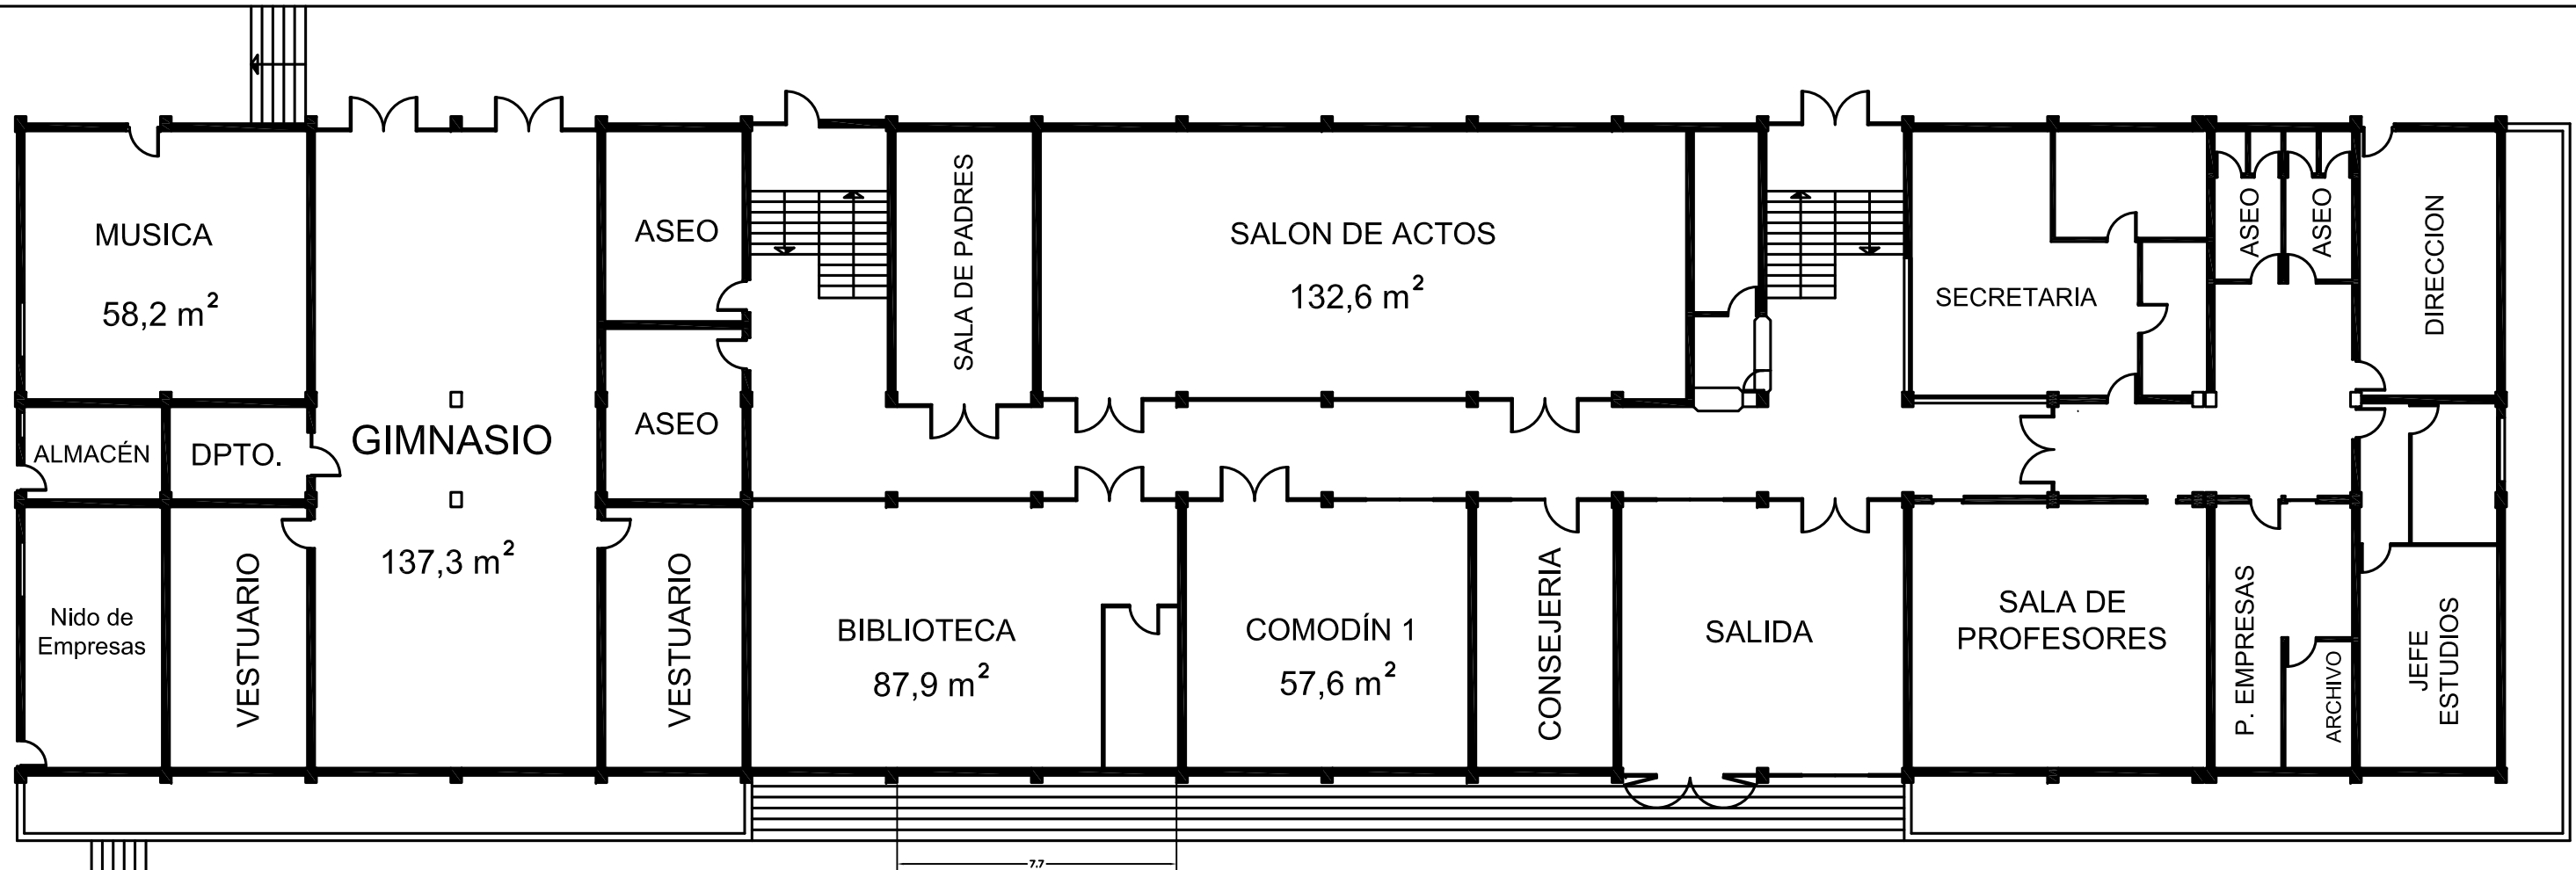 MUSICA
58,2 m²
ALMACÉN
DPTO.
Nido de
Empresas
VESTUARIO
GIMNASIO
137,3 m²
ASEO
ASEO
VESTUARIO
SALA DE PADRES
SALON DE ACTOS
132,6 m²
BIBLIOTECA
87,9 m²
COMODÍN 1
57,6 m²
CONSEJERIA
SALIDA
SECRETARIA
ASEO
ASEO
DIRECCION
SALA DE
PROFESORES
P. EMPRESAS
ARCHIVO
JEFE
ESTUDIOS
7.7